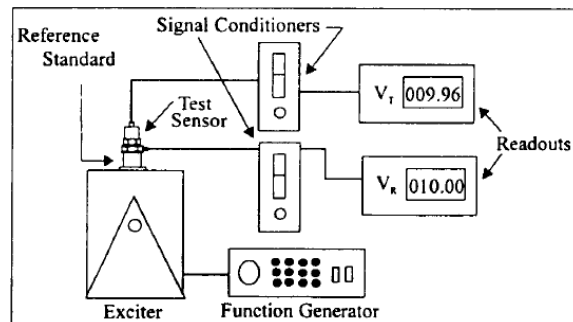 Signal Conditioners
Reference
Standard
Test
Sensor
V_T 009.96
Readouts
V_R 010.00
Exciter
Function Generator